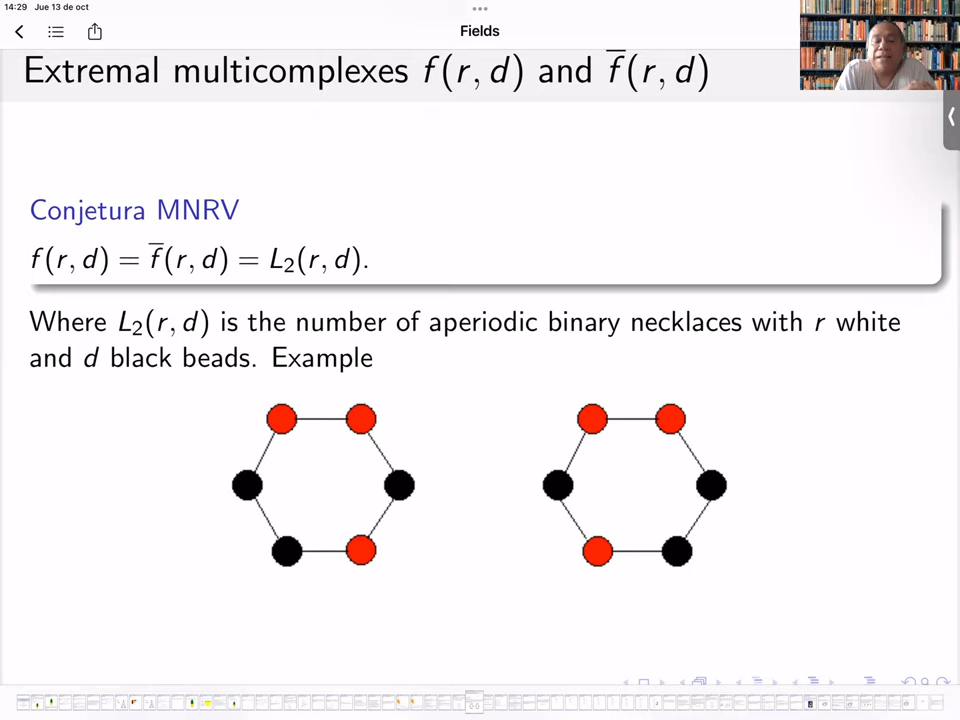 14:29 Jue 13 de oct
Fields
Extremal multicomplexes f(r, d) and f̅(r, d)
Conjetura MNRV
f(r, d) = f̅(r, d) = L₂(r, d).
Where L₂(r, d) is the number of aperiodic binary necklaces with r white
and d black beads. Example